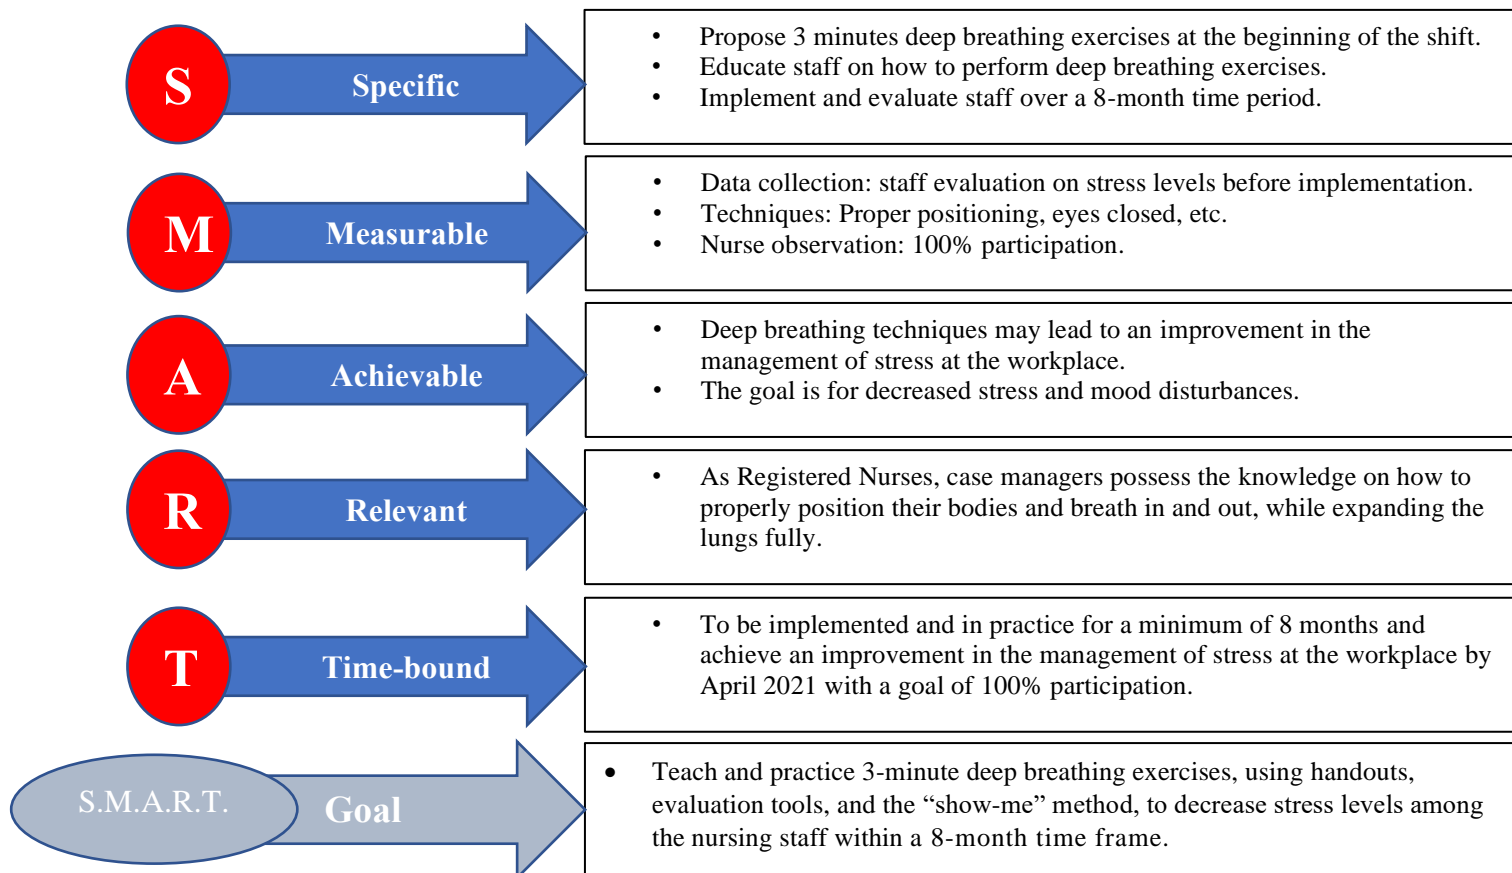 S
Specific
• Propose 3 minutes deep breathing exercises at the beginning of the shift.
• Educate staff on how to perform deep breathing exercises.
• Implement and evaluate staff over a 8-month time period.
M
Measurable
• Data collection: staff evaluation on stress levels before implementation.
• Techniques: Proper positioning, eyes closed, etc.
• Nurse observation: 100% participation.
A
Achievable
• Deep breathing techniques may lead to an improvement in the
management of stress at the workplace.
• The goal is for decreased stress and mood disturbances.
R
Relevant
• As Registered Nurses, case managers possess the knowledge on how to
properly position their bodies and breath in and out, while expanding the
lungs fully.
T
Time-bound
• To be implemented and in practice for a minimum of 8 months and
achieve an improvement in the management of stress at the workplace by
April 2021 with a goal of 100% participation.
S.M.A.R.T.
Goal
• Teach and practice 3-minute deep breathing exercises, using handouts,
evaluation tools, and the “show-me” method, to decrease stress levels among
the nursing staff within a 8-month time frame.